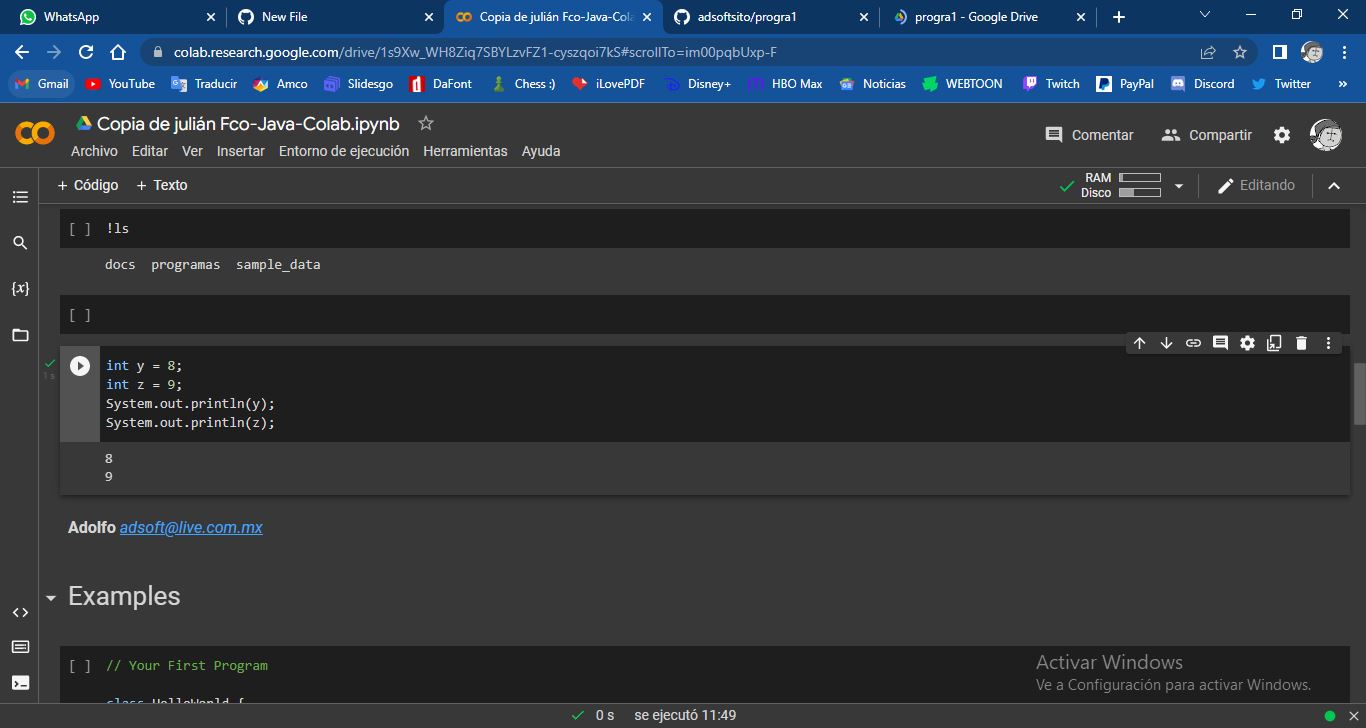 WhatsApp
New File
Copia de julián Fco-Java-Cola
adsoftsito/progra1
progra1 - Google Drive
colab.research.google.com/drive/1s9Xw_WH8Ziq7SBYLzvFZ1-cyszqoi7kS#scrollTo=im00pqbUxp-F
Gmail YouTube Traducir Amco Slidesgo DaFont Chess :) iLovePDF Disney+ HBO Max Noticias WEBTOON Twitch PayPal Discord Twitter »
Copia de julián Fco-Java-Colab.ipynb
Comentar Compartir
Archivo Editar Ver Insertar Entorno de ejecución Herramientas Ayuda
+ Código + Texto
RAM
Disco
Editando
[ ] !ls
docs programas sample_data
[ ]
{x}
int y = 8;
1 s
int z = 9;
System.out.println(y);
System.out.println(z);
8
9
Adolfo adsoft@live.com.mx
Examples
[ ] // Your First Program
class HelloWorld {
Activar Windows
Ve a Configuración para activar Windows.
0 s se ejecutó 11:49